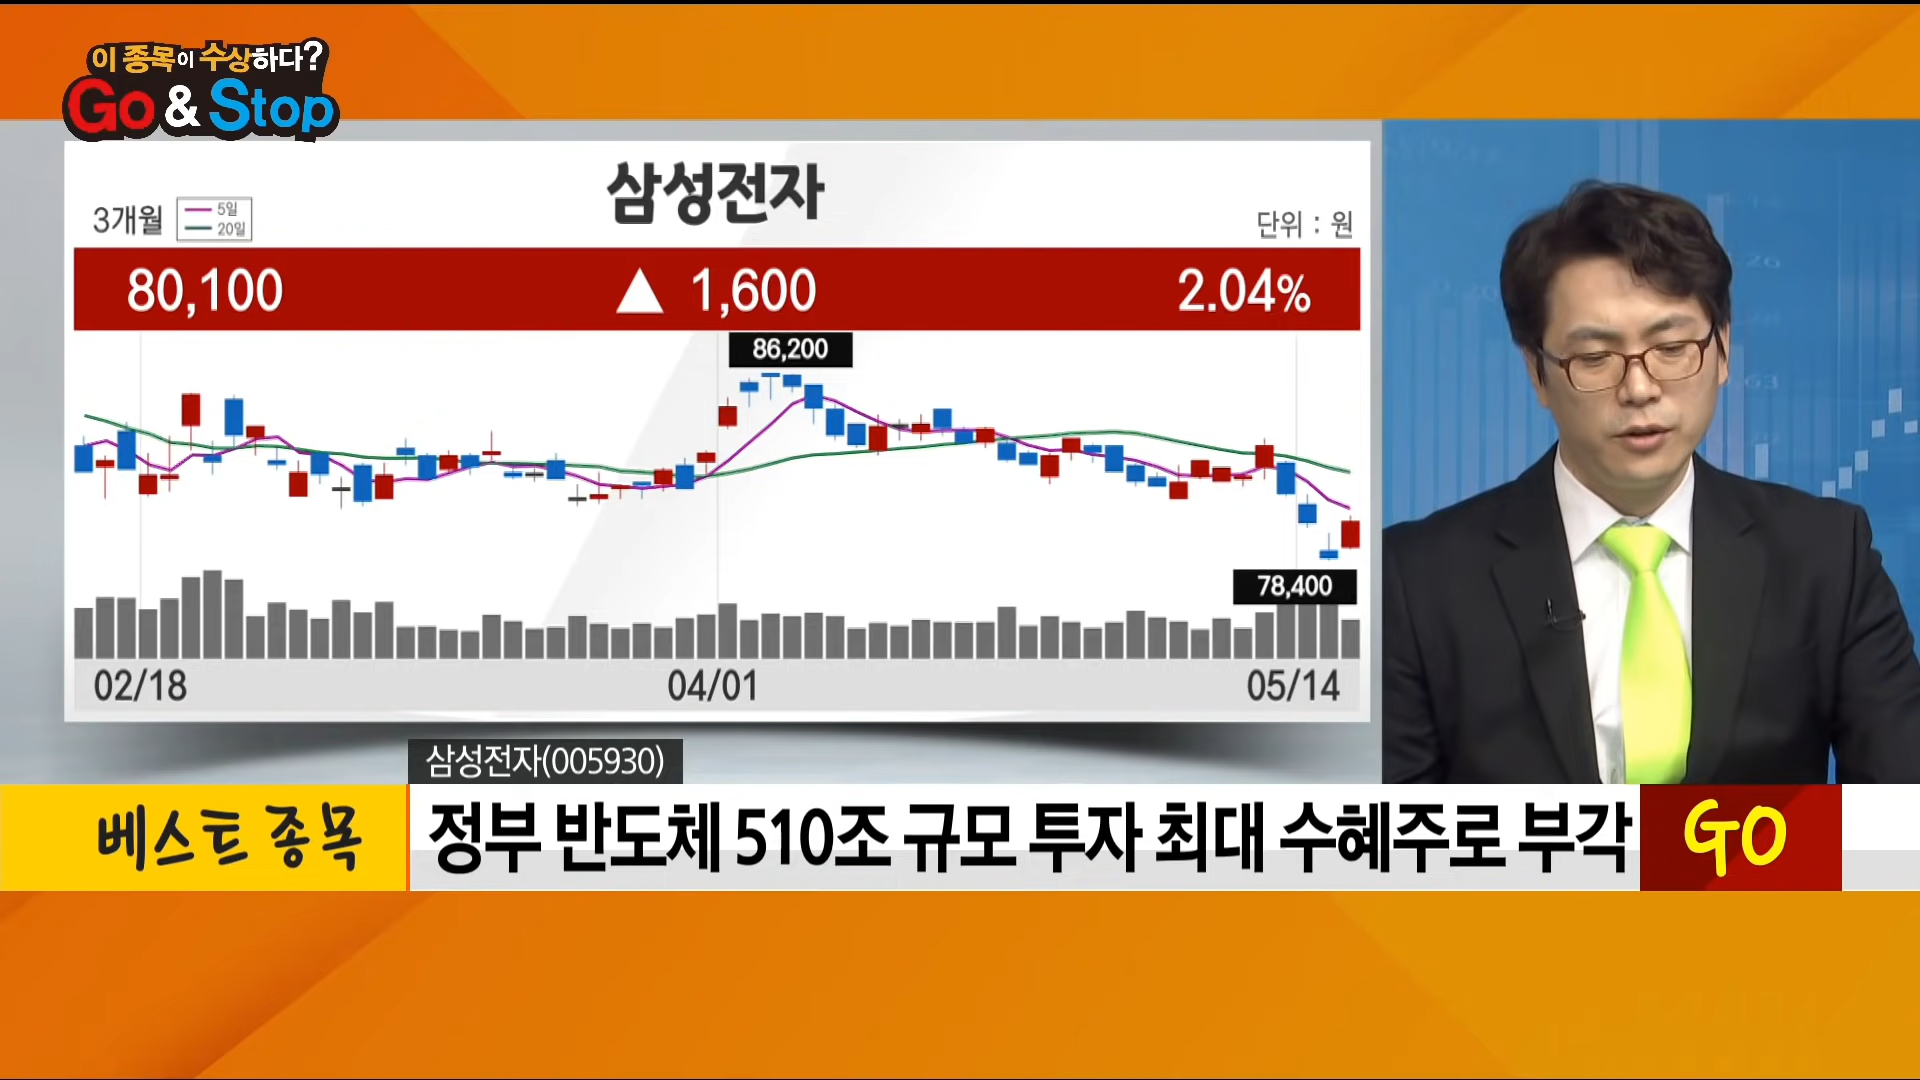 이 종목이 수상하다?
Go & Stop
삼성전자
3개월
5일
20일
단위 : 원
80,100 ▲ 1,600 2.04%
86,200
78,400
02/18 04/01 05/14
삼성전자(005930)
베스트 종목
정부 반도체 510조 규모 투자 최대 수혜주로 부각
GO